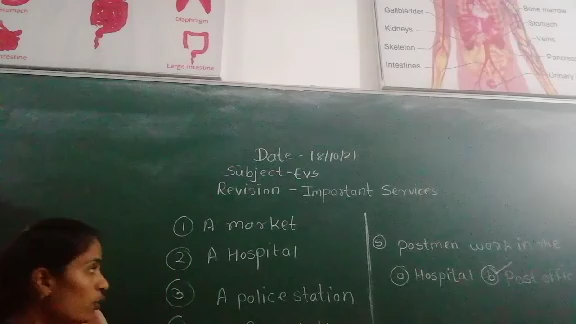 Diaphragm
Large Intestine
Gallbladder
Kidneys
Skeleton
Intestines
Bone marrow
Stomach
Veins
Urinary
Date - 18/10/21
Subject - EVS
Revision - Important Services
① A market
② A Hospital
③ A police station
⑤ Postmen work in the
ⓐ Hospital ⓑ Post offic